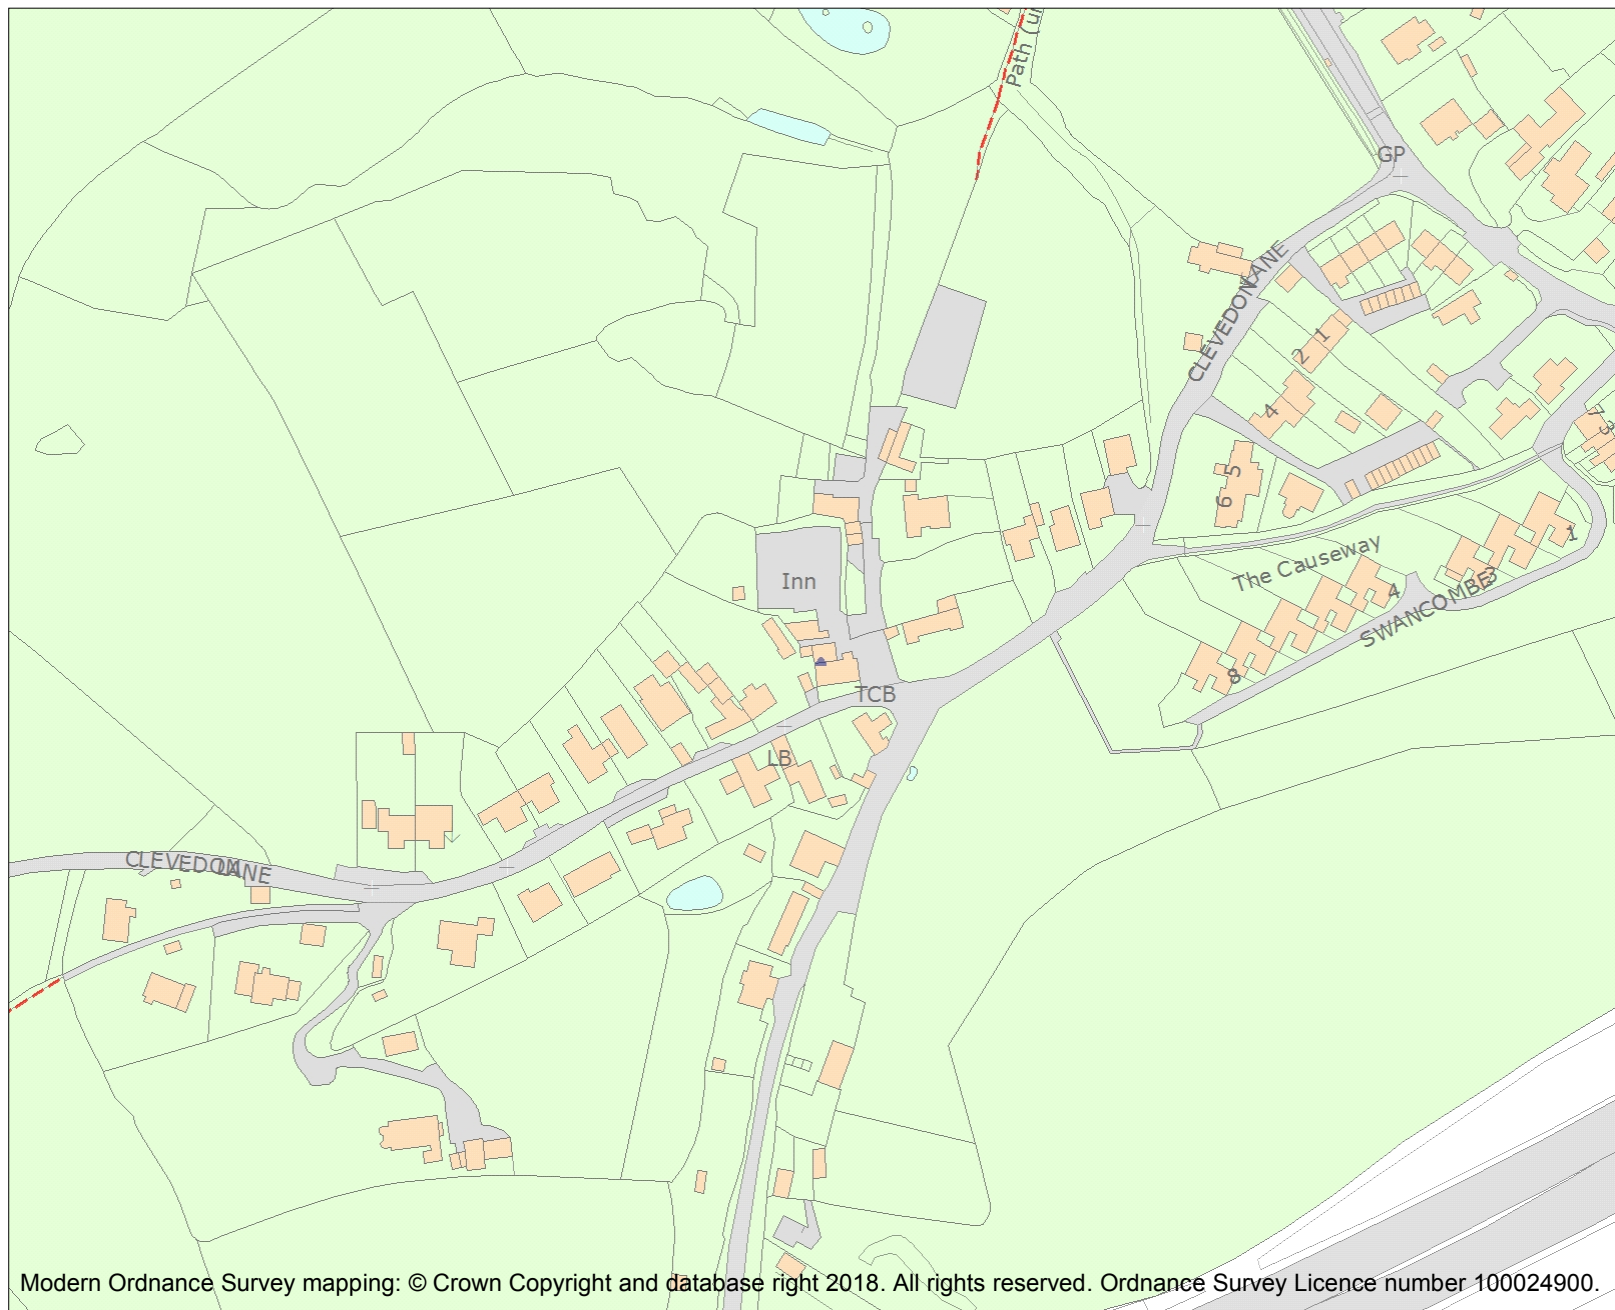 Path (u
GP
CLEVEDON LANE
1
2
4
7
3
5
6
1
The Causeway
Inn
3
4
SWANCOMBE
8
TCB
LB
CLEVEDON LANE
Modern Ordnance Survey mapping: © Crown Copyright and database right 2018. All rights reserved. Ordnance Survey Licence number 100024900.